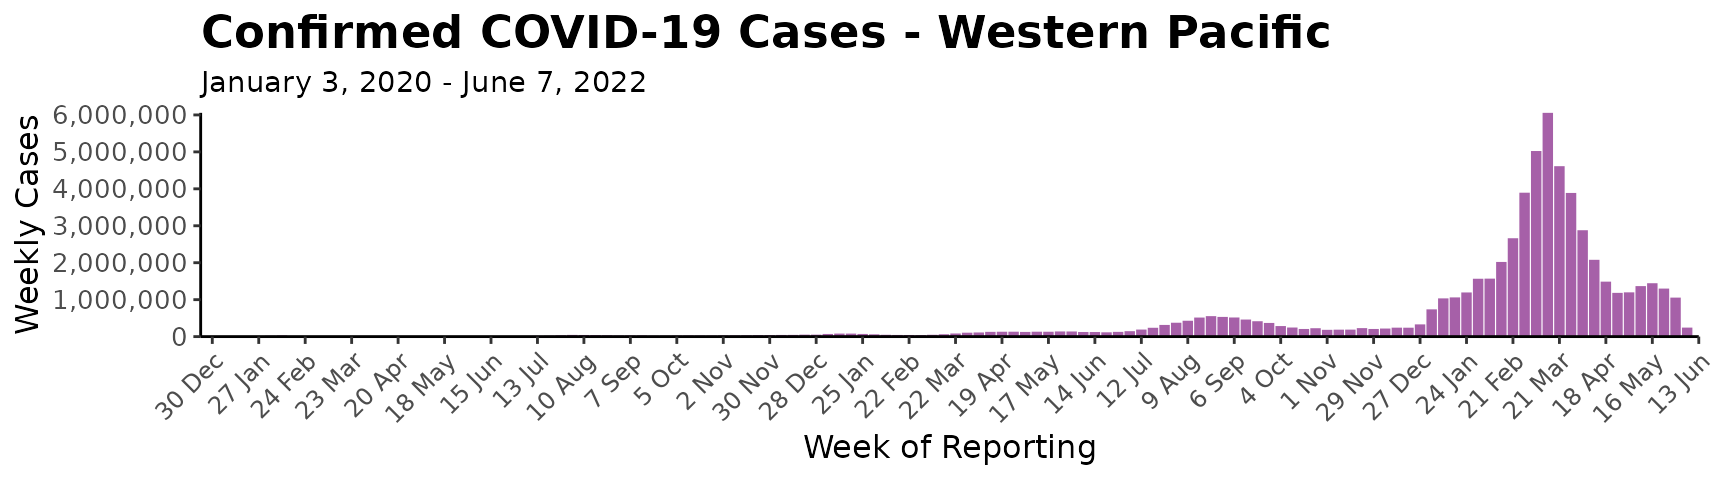 Confirmed COVID-19 Cases - Western Pacific
January 3, 2020 - June 7, 2022
Weekly Cases
6,000,000
5,000,000
4,000,000
3,000,000
2,000,000
1,000,000
0
30 Dec
27 Jan
24 Feb
23 Mar
20 Apr
18 May
15 Jun
13 Jul
10 Aug
7 Sep
5 Oct
2 Nov
30 Nov
28 Dec
25 Jan
22 Feb
22 Mar
19 Apr
17 May
14 Jun
12 Jul
9 Aug
6 Sep
4 Oct
1 Nov
29 Nov
27 Dec
24 Jan
21 Feb
21 Mar
18 Apr
16 May
13 Jun
Week of Reporting